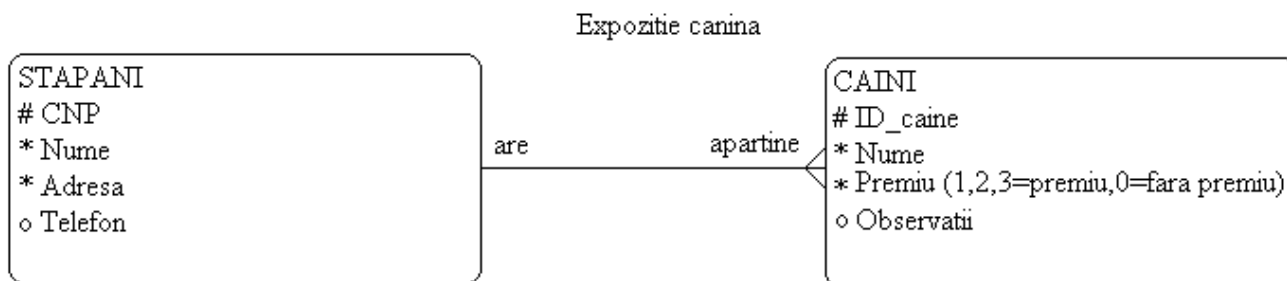 Expozitie canina
STAPANI
# CNP
* Nume
* Adresa
o Telefon
are
apartine
CAINI
# ID_caine
* Nume
* Premiu (1,2,3=premiu,0=fara premiu)
o Observatii